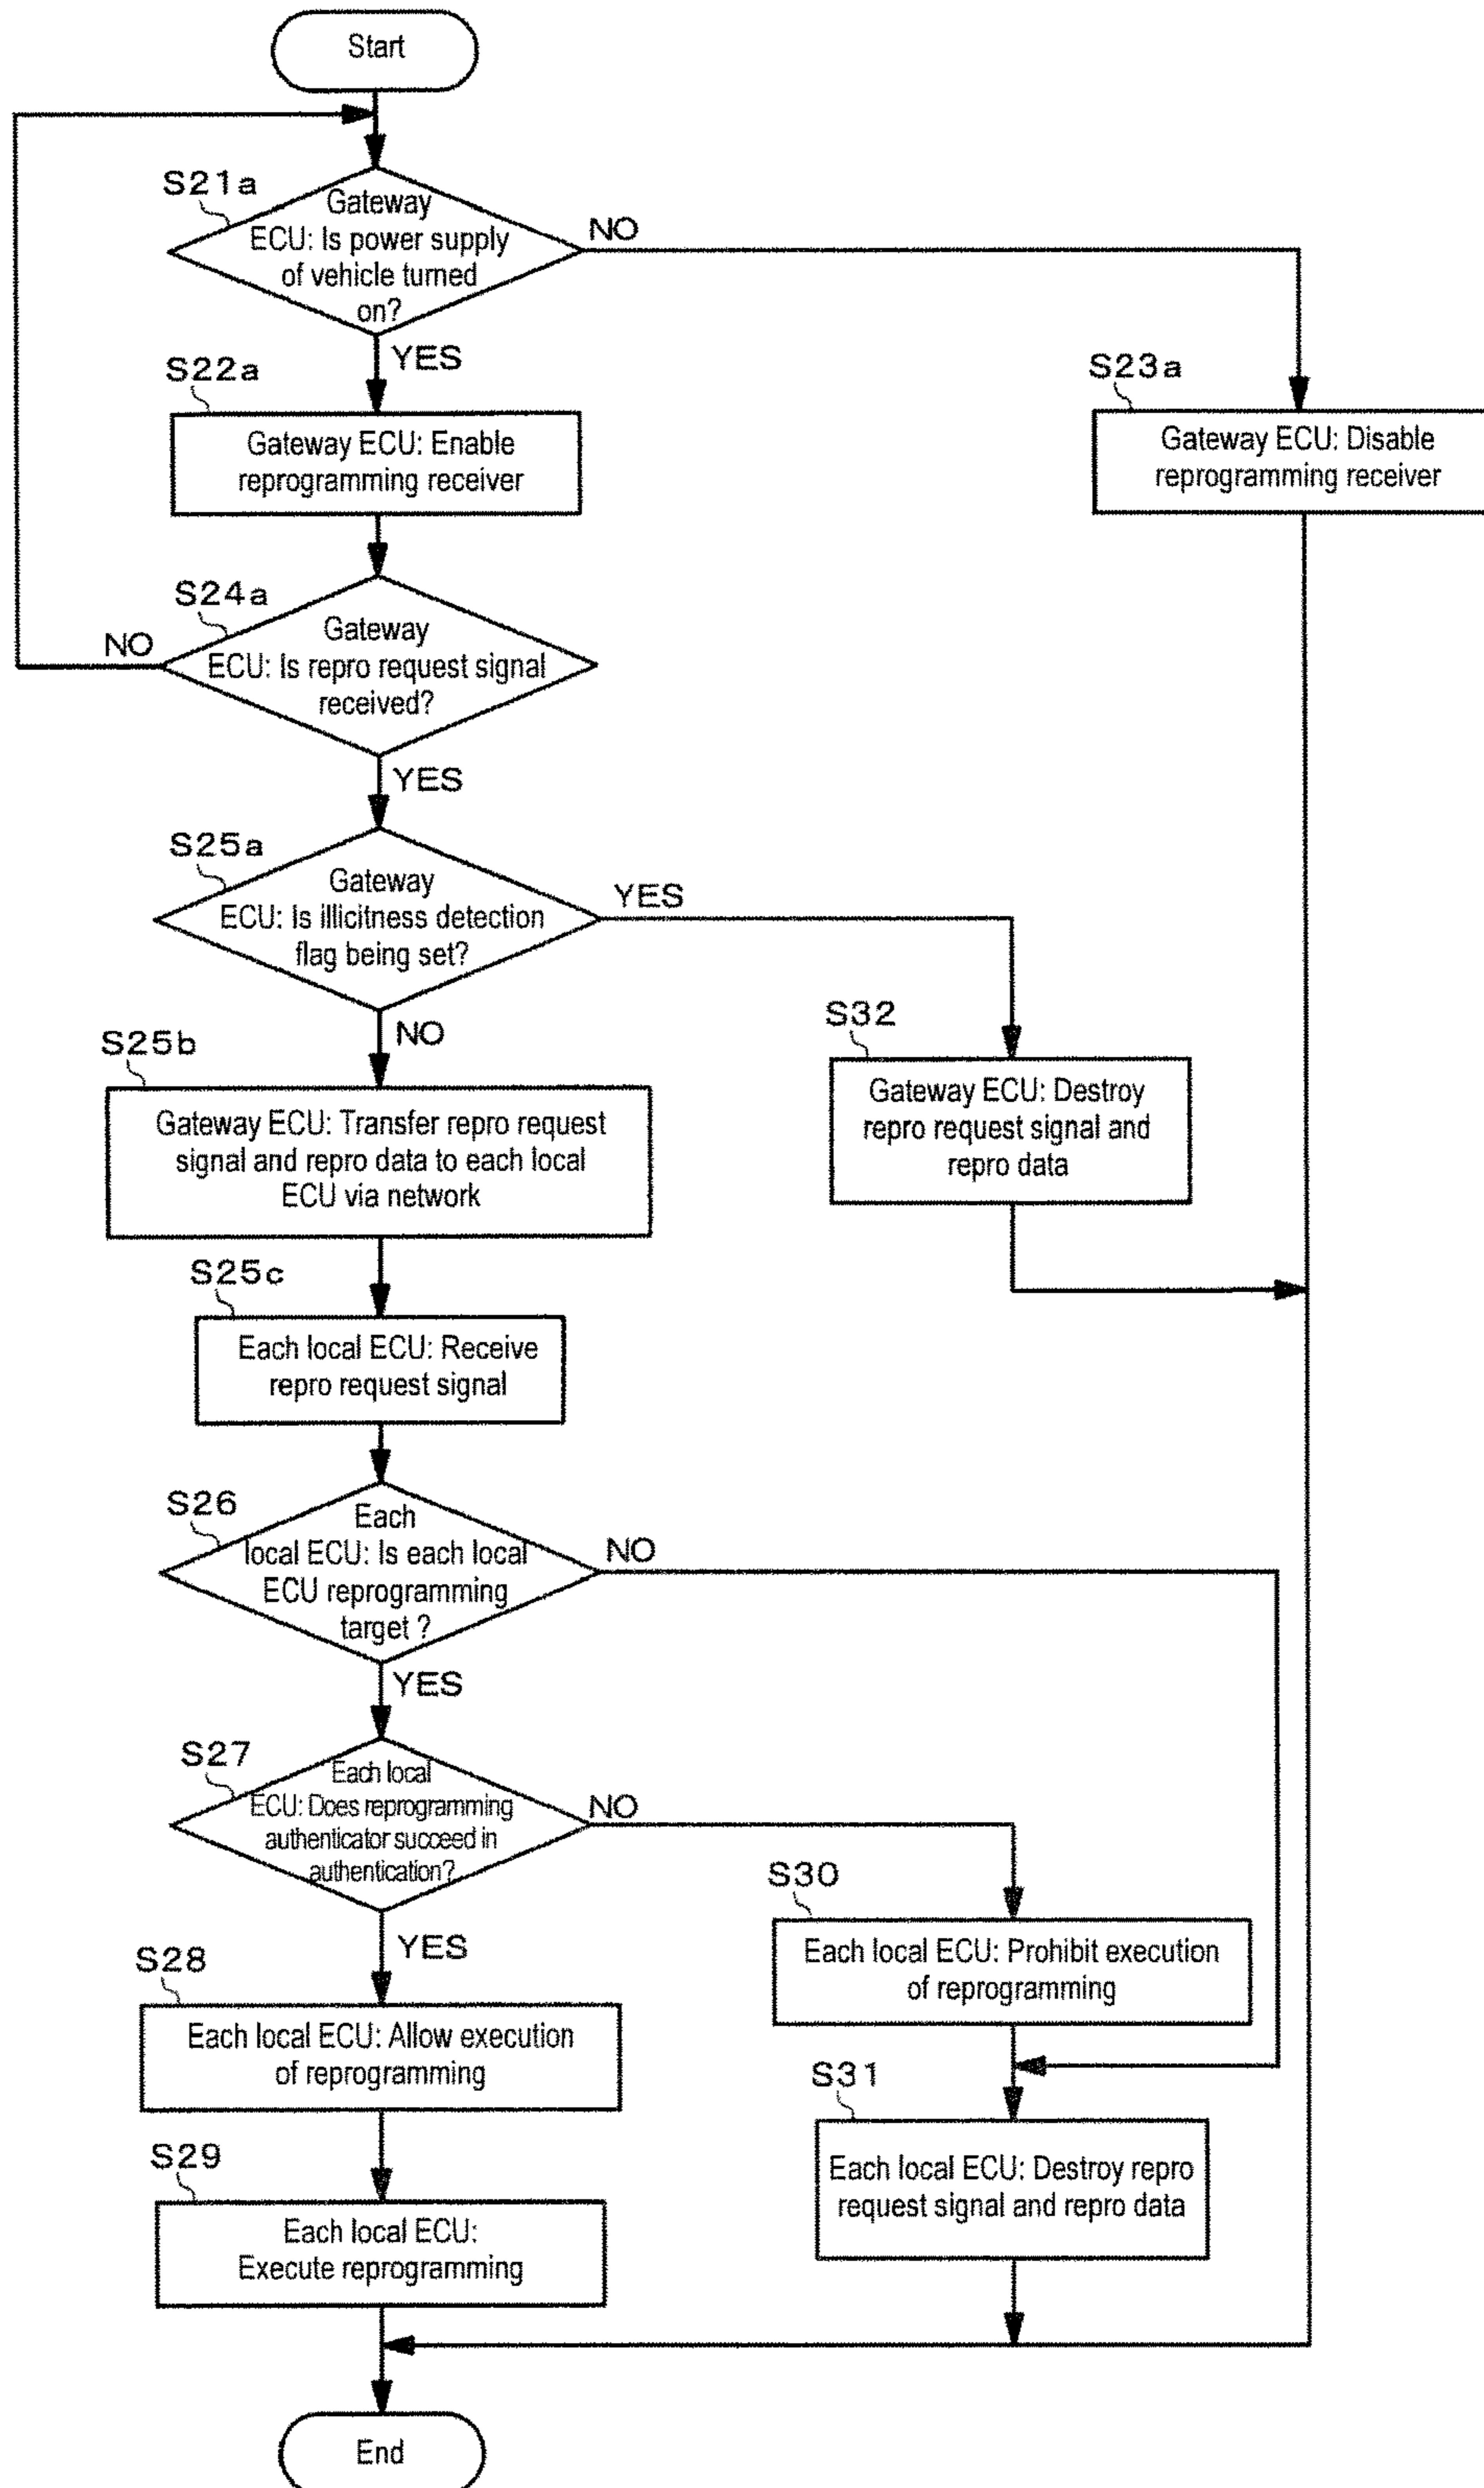 Start
S21a
Gateway
ECU: Is power supply
of vehicle turned
on?
NO
YES
S22a
Gateway ECU: Enable
reprogramming receiver
S23a
Gateway ECU: Disable
reprogramming receiver
S24a
Gateway
ECU: Is repro request signal
received?
NO
YES
S25a
Gateway
ECU: Is illicitness detection
flag being set?
YES
NO
S25b
Gateway ECU: Transfer repro request
signal and repro data to each local
ECU via network
S32
Gateway ECU: Destroy
repro request signal and
repro data
S25c
Each local ECU: Receive
repro request signal
S26
Each
local ECU: Is each local
ECU reprogramming
target ?
NO
YES
S27
Each local
ECU: Does reprogramming
authenticator succeed in
authentication?
NO
YES
S30
Each local ECU: Prohibit execution
of reprogramming
S28
Each local ECU: Allow execution
of reprogramming
S31
Each local ECU: Destroy repro
request signal and repro data
S29
Each local ECU:
Execute reprogramming
End